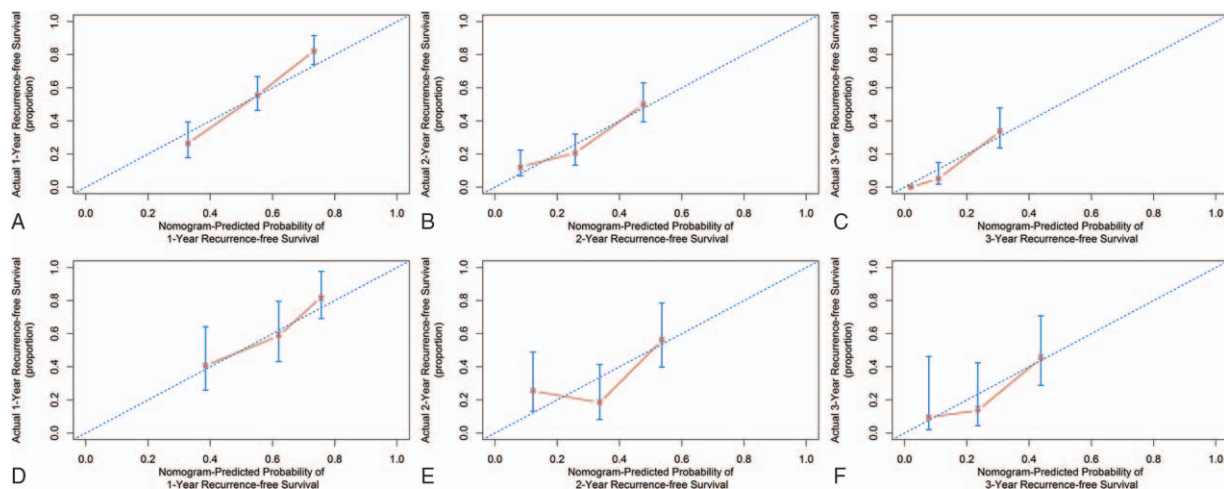 Actual 1-Year Recurrence-free Survival
(proportion)
1.0
0.8
0.6
0.4
0.2
0.0
0.0 0.2 0.4 0.6 0.8 1.0
Nomogram-Predicted Probability of
1-Year Recurrence-free Survival
A
Actual 2-Year Recurrence-free Survival
(proportion)
1.0
0.8
0.6
0.4
0.2
0.0
0.0 0.2 0.4 0.6 0.8 1.0
Nomogram-Predicted Probability of
2-Year Recurrence-free Survival
B
Actual 3-Year Recurrence-free Survival
(proportion)
1.0
0.8
0.6
0.4
0.2
0.0
0.0 0.2 0.4 0.6 0.8 1.0
Nomogram-Predicted Probability of
3-Year Recurrence-free Survival
C
Actual 1-Year Recurrence-free Survival
(proportion)
1.0
0.8
0.6
0.4
0.2
0.0
0.0 0.2 0.4 0.6 0.8 1.0
Nomogram-Predicted Probability of
1-Year Recurrence-free Survival
D
Actual 2-Year Recurrence-free Survival
(proportion)
1.0
0.8
0.6
0.4
0.2
0.0
0.0 0.2 0.4 0.6 0.8 1.0
Nomogram-Predicted Probability of
2-Year Recurrence-free Survival
E
Actual 3-Year Recurrence-free Survival
(proportion)
1.0
0.8
0.6
0.4
0.2
0.0
0.0 0.2 0.4 0.6 0.8 1.0
Nomogram-Predicted Probability of
3-Year Recurrence-free Survival
F